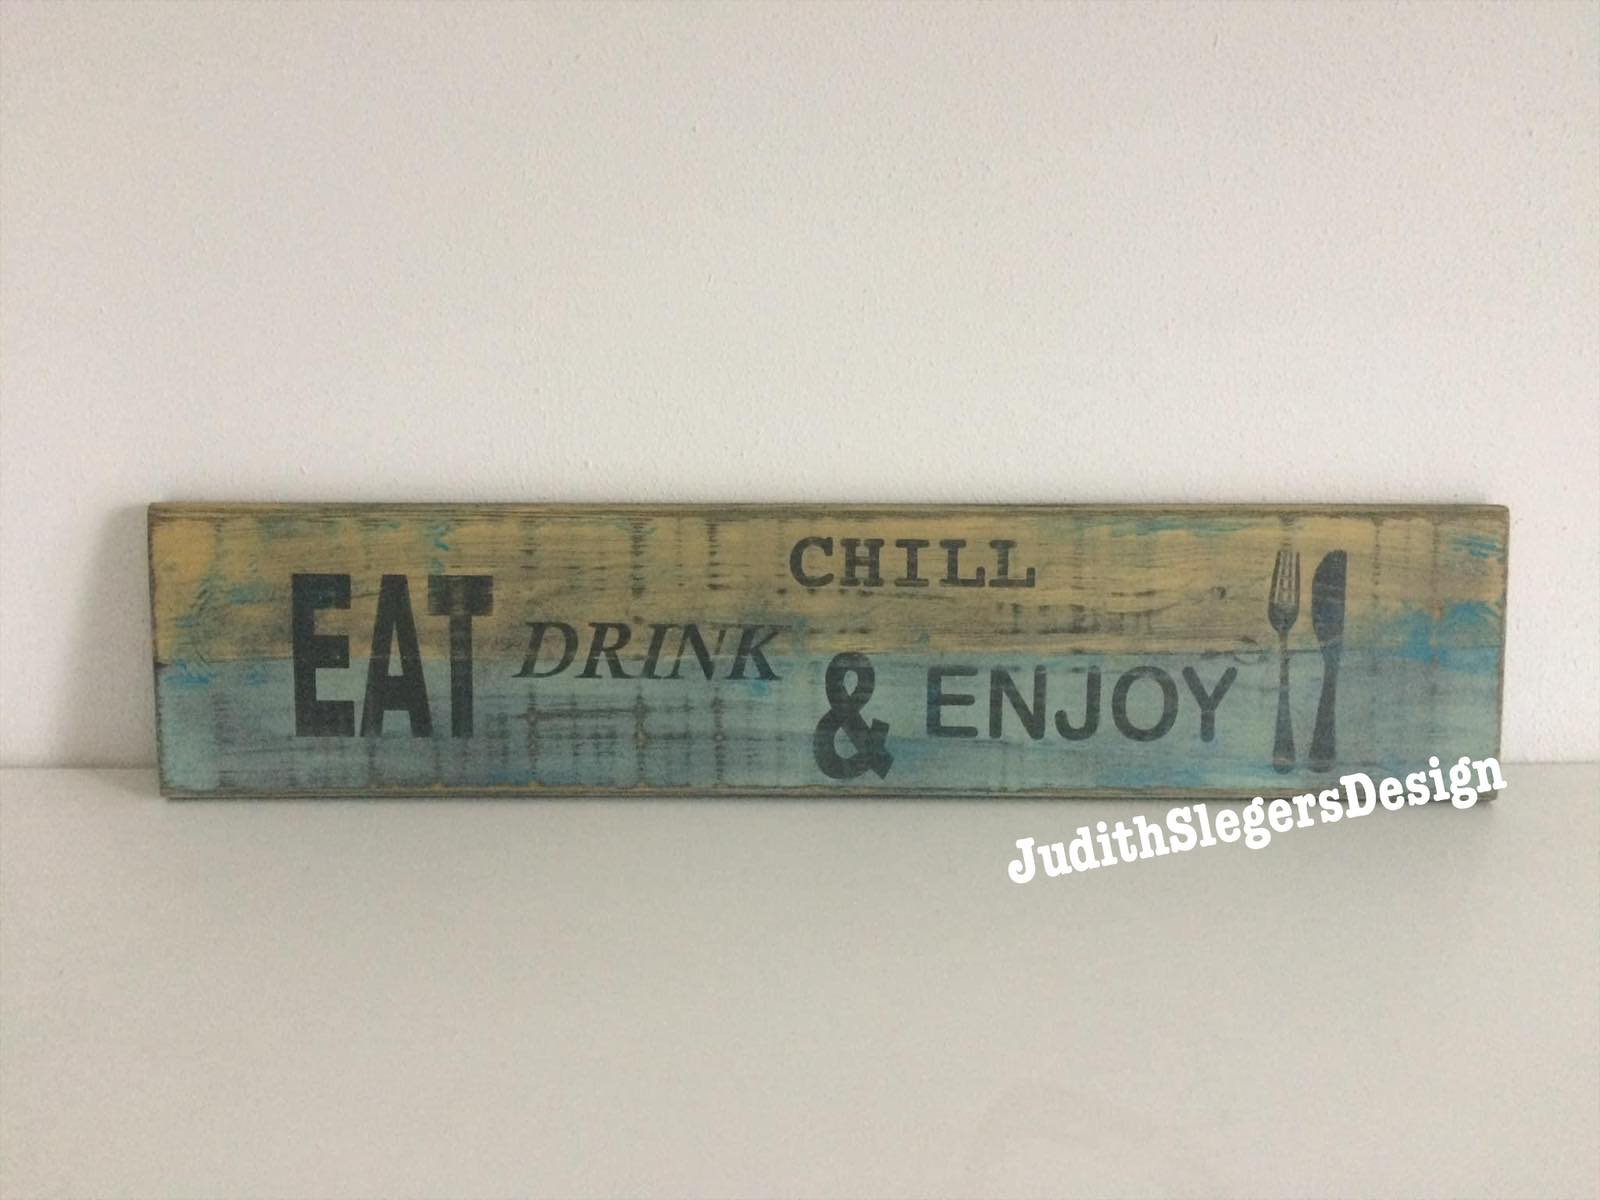 EAT DRINK CHILL
& ENJOY
JudithSlegersDesign